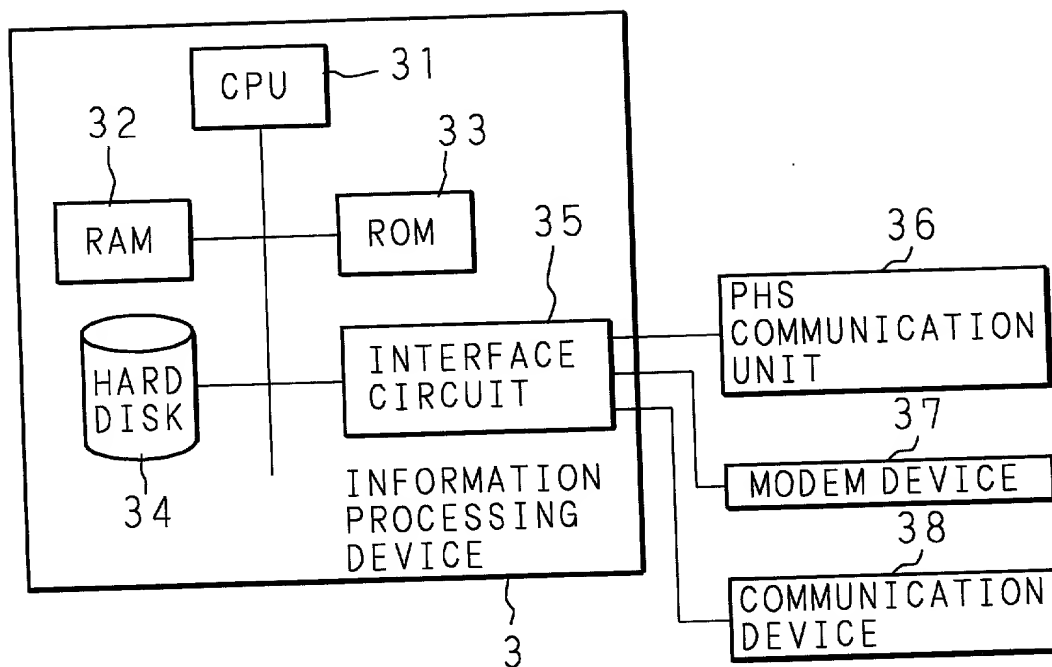 31
CPU
32
33
RAM
ROM
35
36
PHS
COMMUNICATION
UNIT
INTERFACE
CIRCUIT
HARD
DISK
37
34
MODEM DEVICE
INFORMATION
PROCESSING
DEVICE
38
COMMUNICATION
DEVICE
3